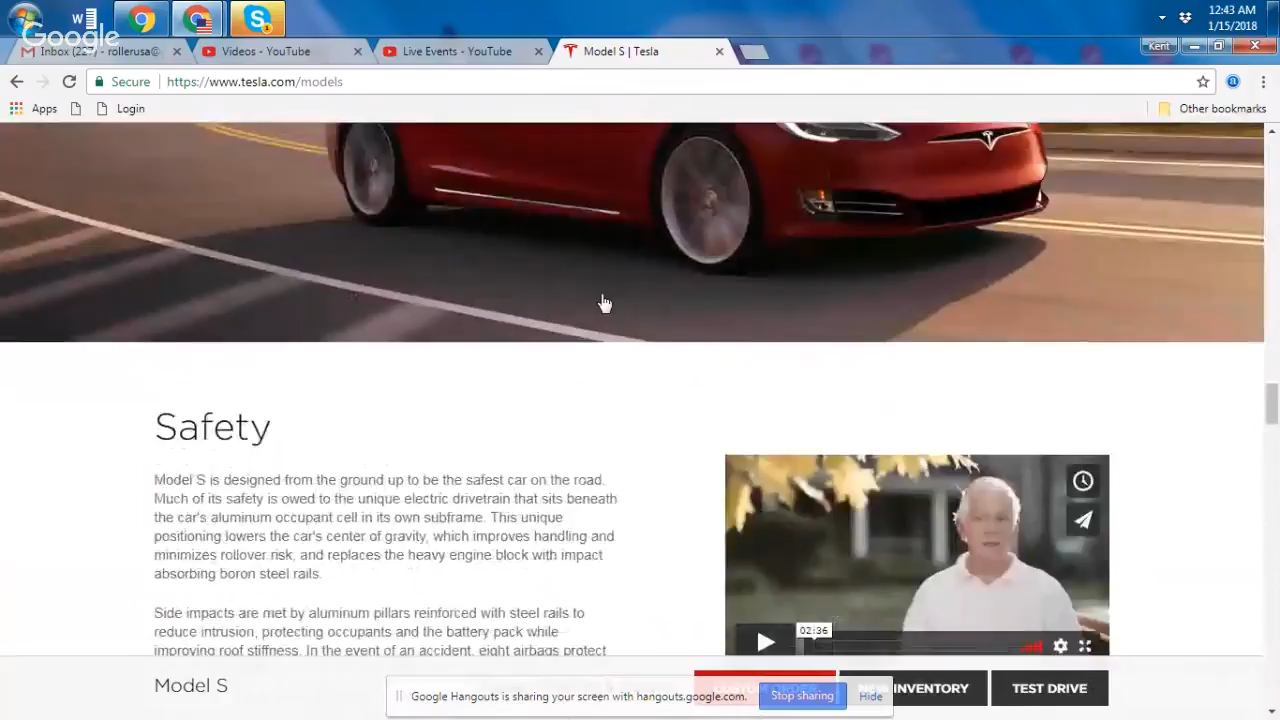 W
12:43 AM
1/15/2018
Google
Inbox (227) - rollerusa@
Videos - YouTube
Live Events - YouTube
Model S | Tesla
Kent
Secure
https://www.tesla.com/models
Apps
Login
Other bookmarks
Safety
Model S is designed from the ground up to be the safest car on the road.
Much of its safety is owed to the unique electric drivetrain that sits beneath
the car's aluminum occupant cell in its own subframe. This unique
positioning lowers the car's center of gravity, which improves handling and
minimizes rollover risk, and replaces the heavy engine block with impact
absorbing boron steel rails.
Side impacts are met by aluminum pillars reinforced with steel rails to
reduce intrusion, protecting occupants and the battery pack while
improving roof stiffness. In the event of an accident, eight airbags protect
02:36
Model S
INVENTORY
TEST DRIVE
Google Hangouts is sharing your screen with hangouts.google.com.
Stop sharing
Hide